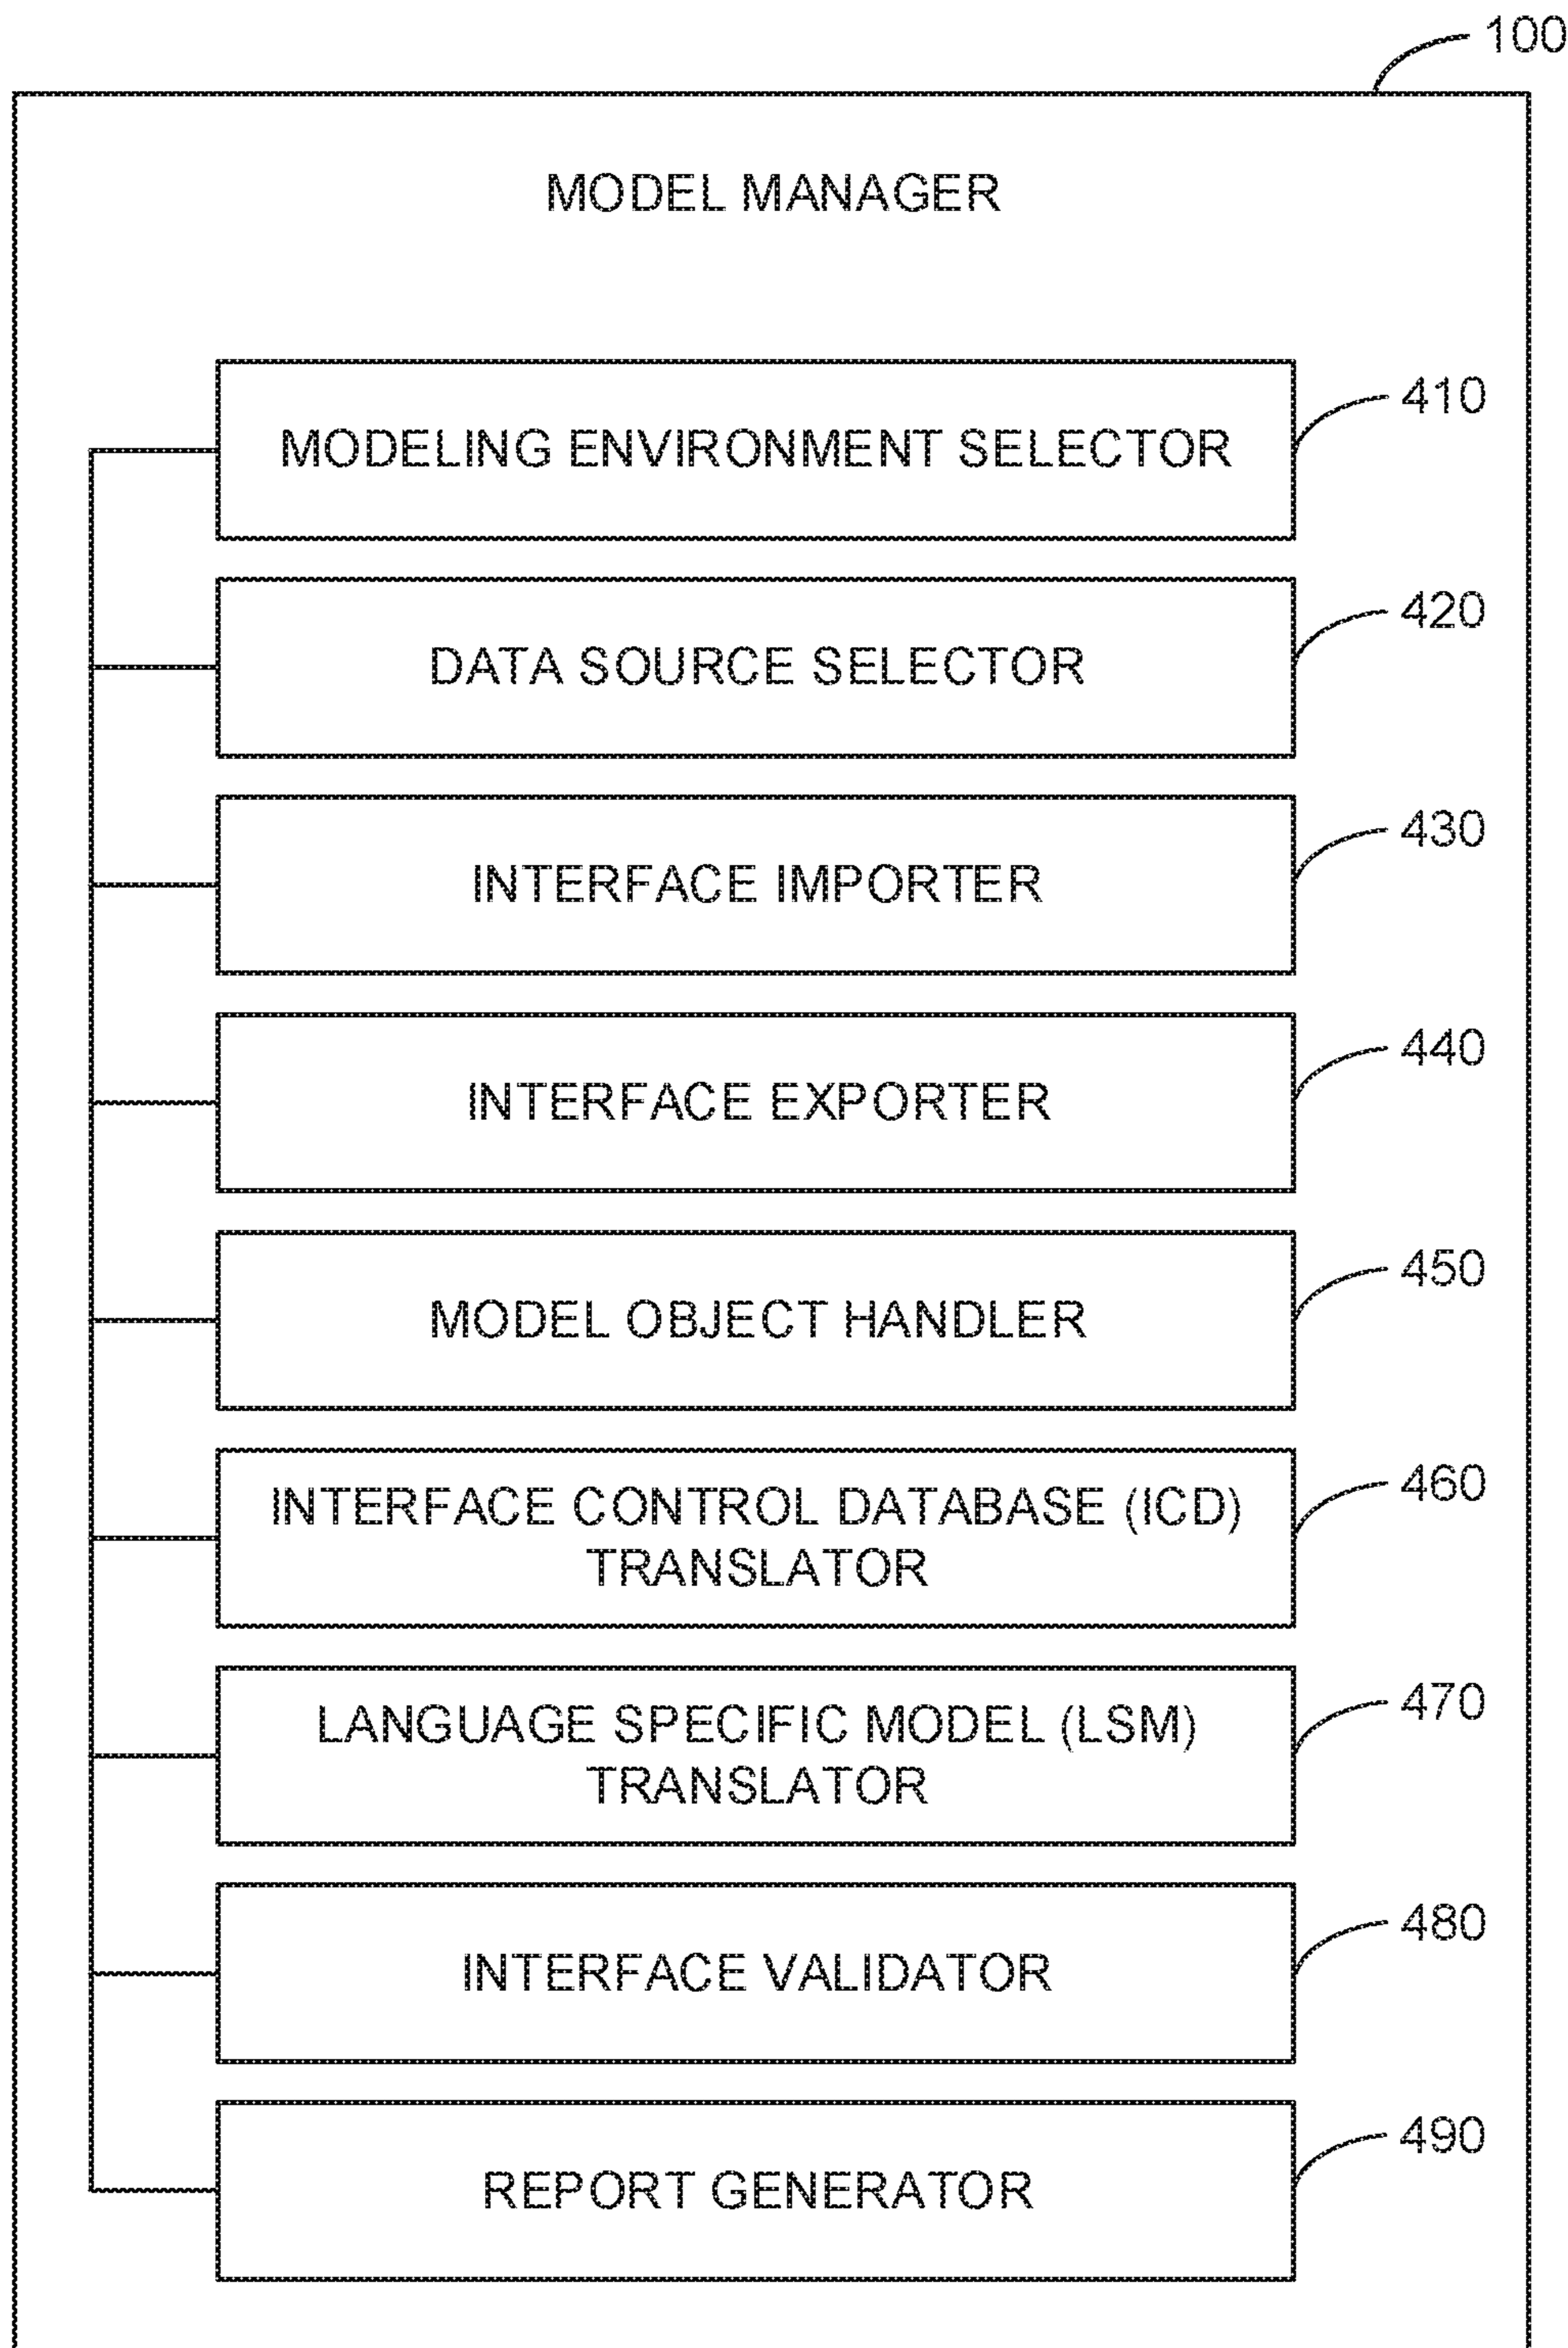 100
MODEL MANAGER
410
MODELING ENVIRONMENT SELECTOR
420
DATA SOURCE SELECTOR
430
INTERFACE IMPORTER
440
INTERFACE EXPORTER
450
MODEL OBJECT HANDLER
460
INTERFACE CONTROL DATABASE (ICD)
TRANSLATOR
470
LANGUAGE SPECIFIC MODEL (LSM)
TRANSLATOR
480
INTERFACE VALIDATOR
490
REPORT GENERATOR